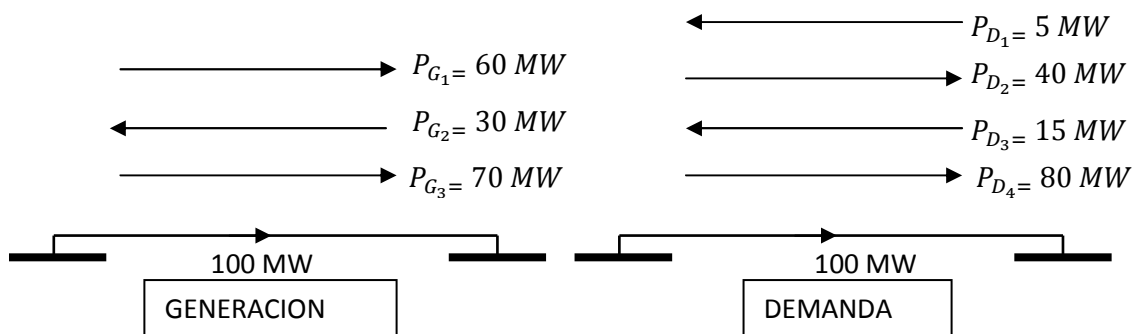 P_{G_1}= 60 MW
P_{G_2}= 30 MW
P_{G_3}= 70 MW
100 MW
GENERACION
P_{D_1}= 5 MW
P_{D_2}= 40 MW
P_{D_3}= 15 MW
P_{D_4}= 80 MW
100 MW
DEMANDA